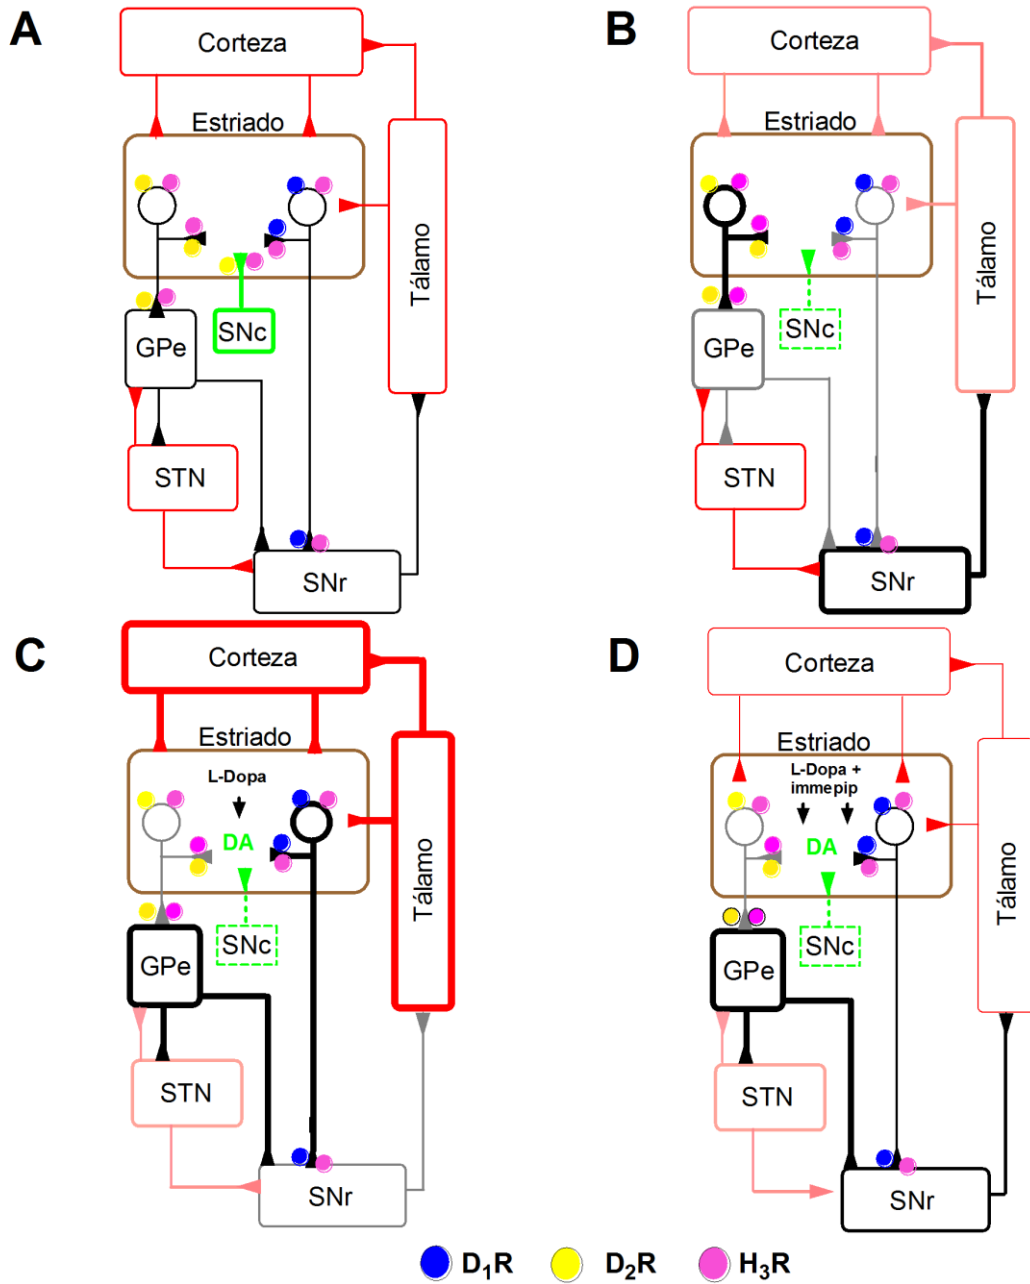 A
Corteza
Estriado
Tálamo
SNc
GPe
STN
SNr
B
Corteza
Estriado
Tálamo
SNc
GPe
STN
SNr
C
Corteza
Estriado
L-Dopa
DA
Tálamo
SNc
GPe
STN
SNr
D
Corteza
Estriado
L-Dopa +
immepip
DA
Tálamo
SNc
GPe
STN
SNr
D₁R D₂R H₃R